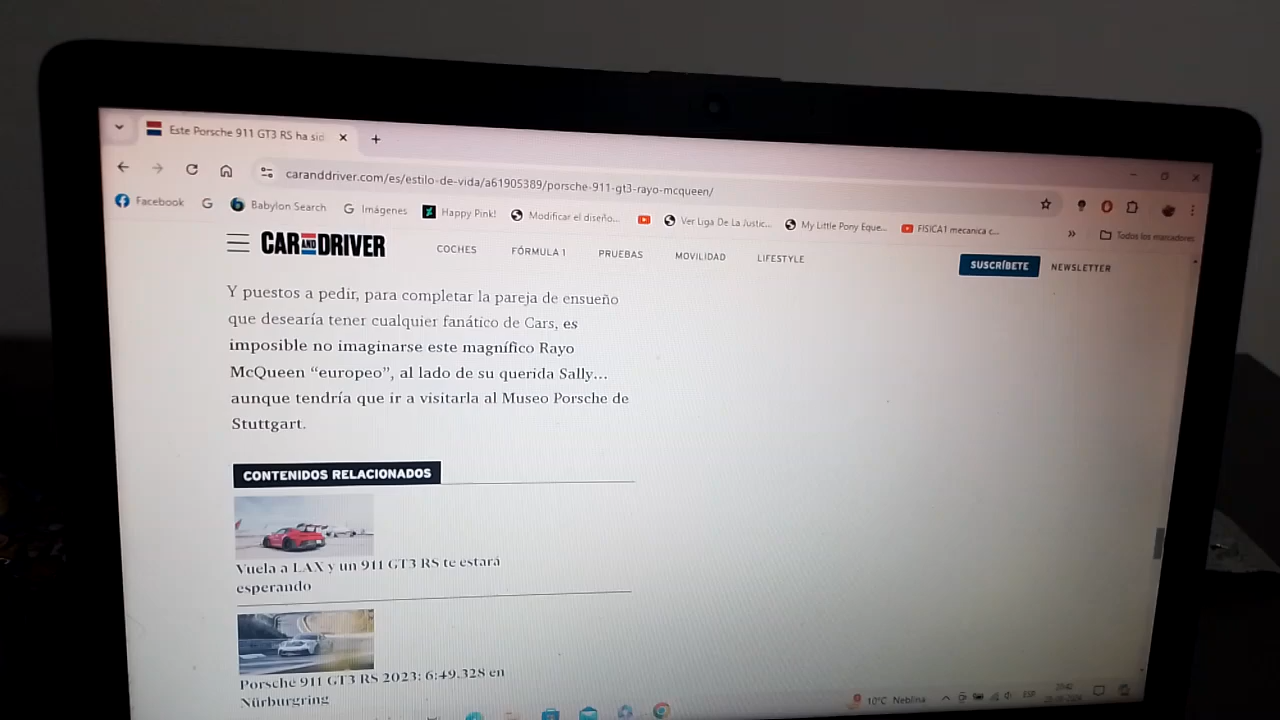 Este Porsche 911 GT3 RS ha sid
caranddriver.com/es/estilo-de-vida/a61905389/porsche-911-gt3-rayo-mcqueen/
Facebook
Babylon Search
Imágenes
Happy Pink!
Modificar el diseño...
Ver Liga De La Justic...
My Little Pony Eque...
FISICA1 mecanica c...
»
Todos los marcadores
CAR AND DRIVER
COCHES
FÓRMULA 1
PRUEBAS
MOVILIDAD
LIFESTYLE
SUSCRÍBETE
NEWSLETTER
Y puestos a pedir, para completar la pareja de ensueño
que desearía tener cualquier fanático de Cars, es
imposible no imaginarse este magnífico Rayo
McQueen “europeo”, al lado de su querida Sally...
aunque tendría que ir a visitarla al Museo Porsche de
Stuttgart.
CONTENIDOS RELACIONADOS
Vuela a LAX y un 911 GT3 RS te estará
esperando
Porsche 911 GT3 RS 2023: 6:49.328 en
Nürburgring
10°C Neblina
ESP